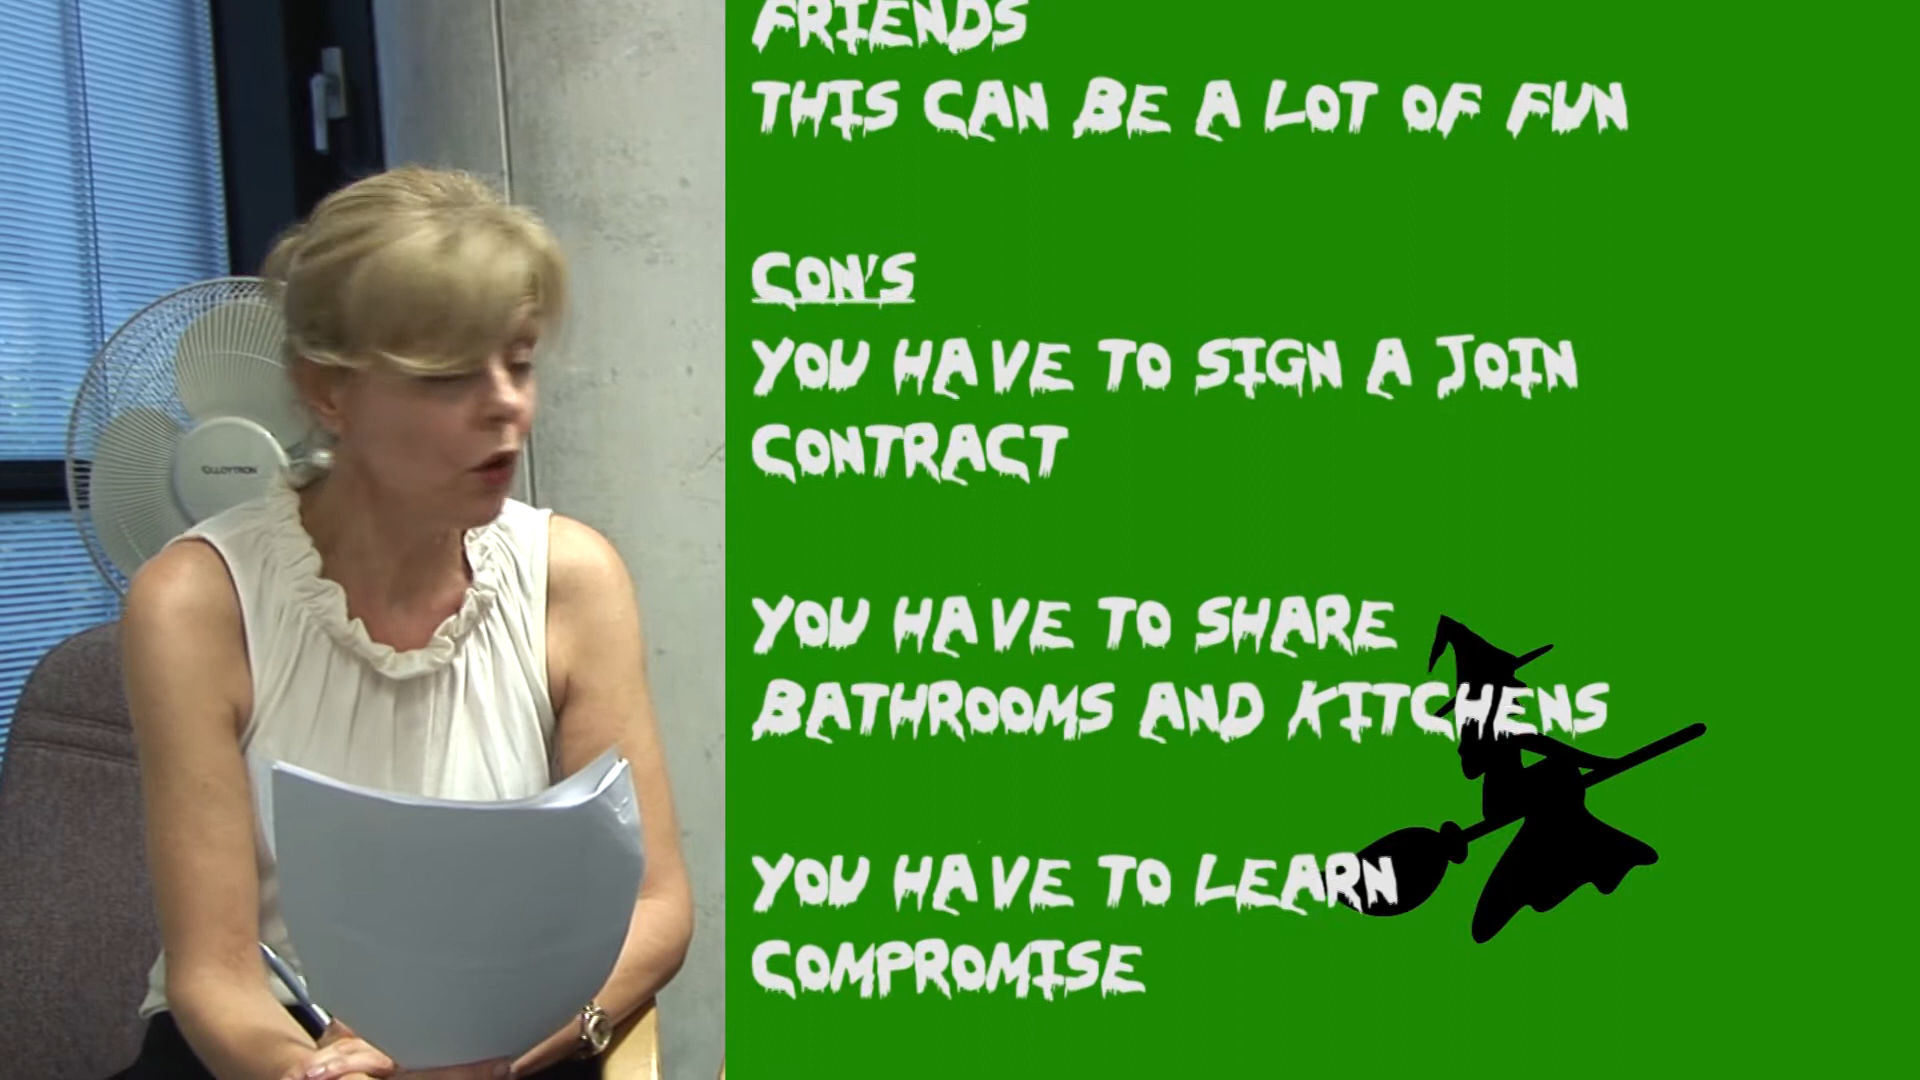 FRIENDS
THIS CAN BE A LOT OF FUN
CON'S
YOU HAVE TO SIGN A JOIN
CONTRACT
YOU HAVE TO SHARE
BATHROOMS AND KITCHENS
YOU HAVE TO LEARN
COMPROMISE
LLOYTRON